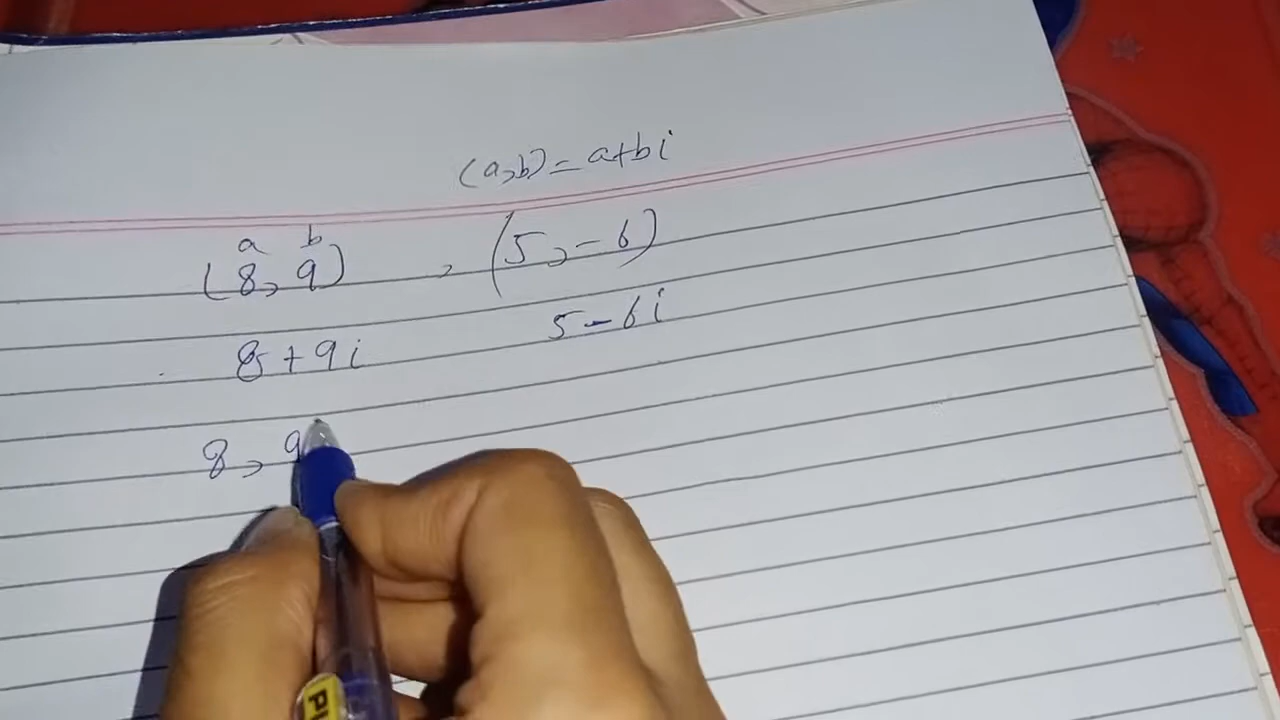 (a,b) = a+bi
a b
(8, 9) , (5, -6)
8 + 9i 5 - 6i
8, 9